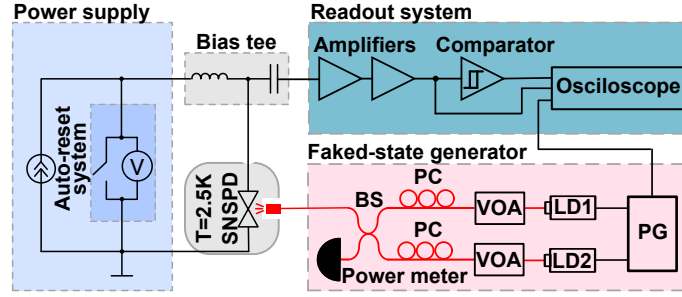 Power supply
Auto-reset
system
V
Bias tee
T=2.5K
SNSPD
Readout system
Amplifiers
Comparator
Osciloscope
Faked-state generator
PC
BS
VOA
LD1
PC
VOA
LD2
PG
Power meter